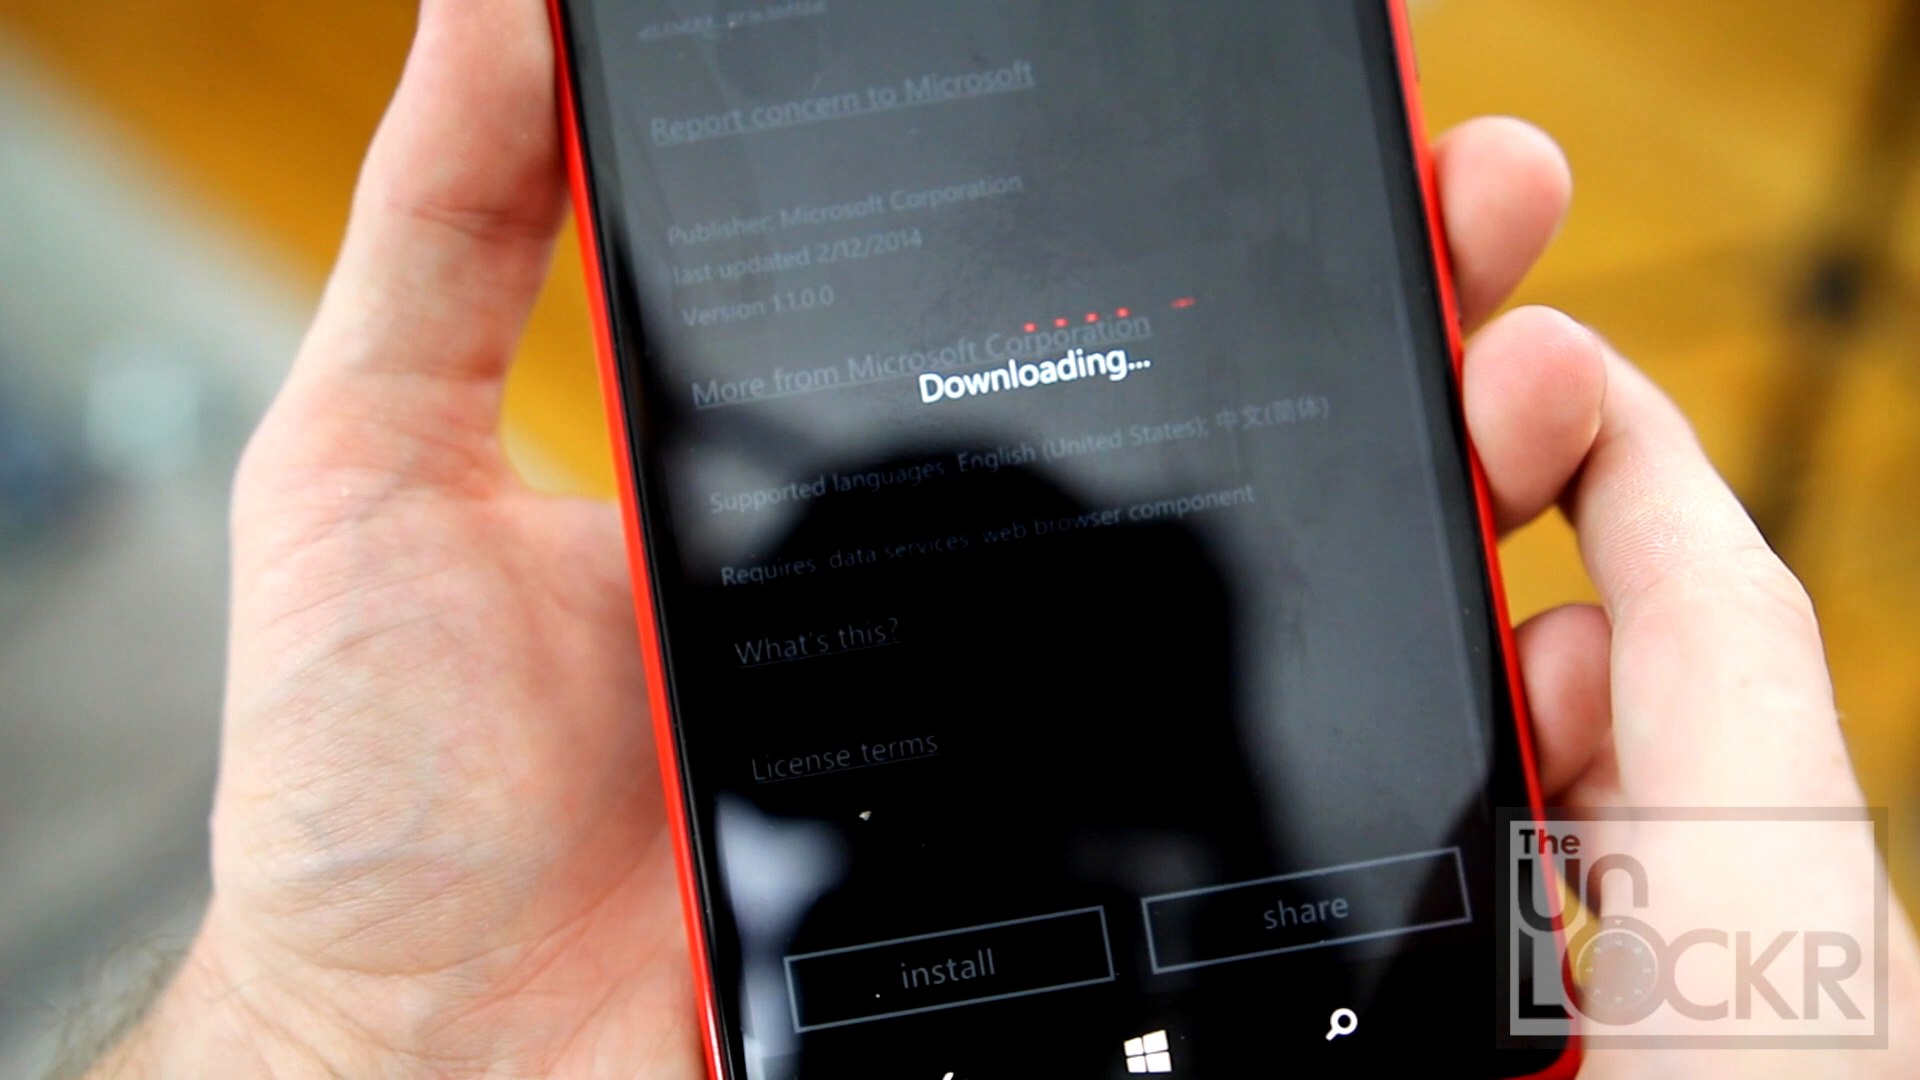 Report concern to Microsoft
Publisher: Microsoft Corporation
last updated 2/12/2014
Version 1.1.0.0
More from Microsoft Corporation
Downloading...
Supported languages: English (United States); 中文(简体)
Requires: data services, web browser component
What's this?
License terms
install
share
The
UN
LOCKR